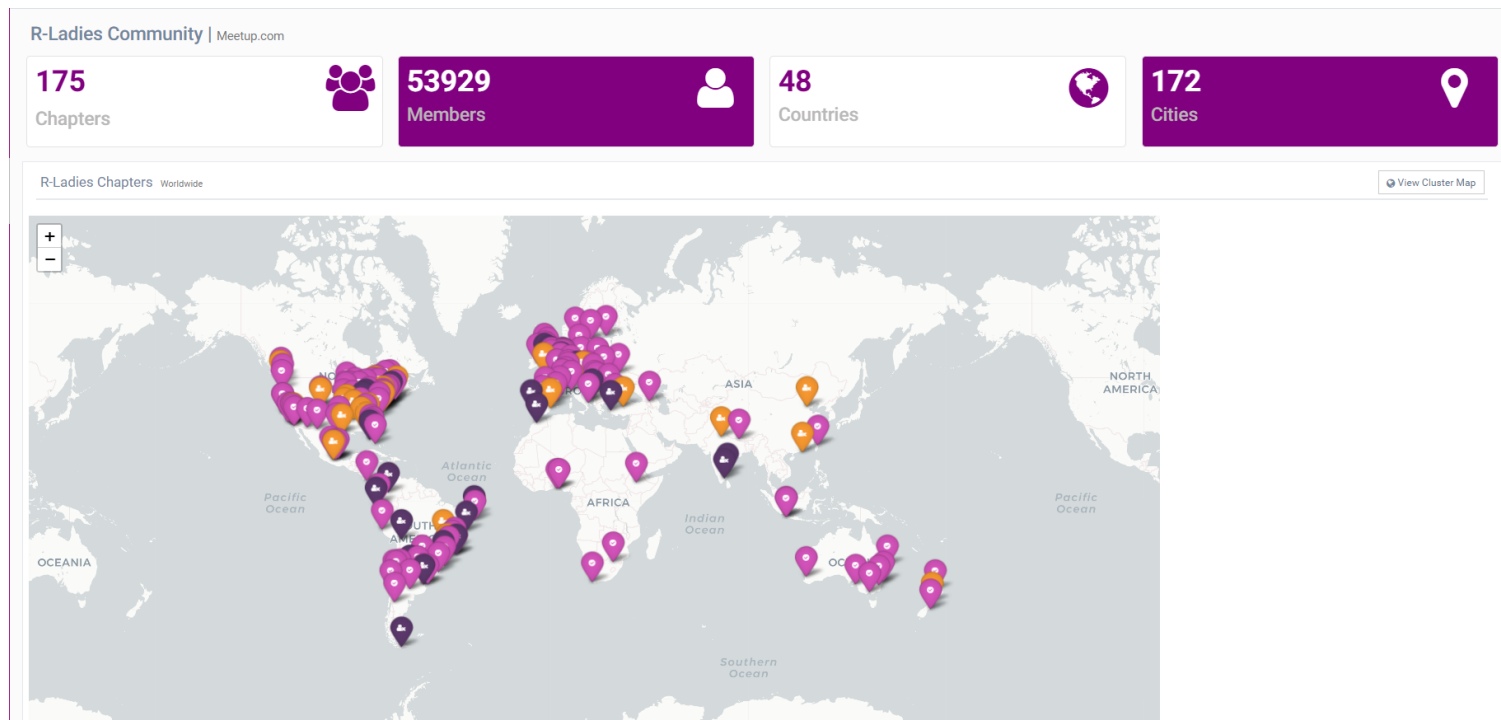 R-Ladies Community | Meetup.com
175
Chapters
53929
Members
48
Countries
172
Cities
R-Ladies Chapters Worldwide
View Cluster Map
+
−
ASIA
NORTH
AMERICA
Atlantic
Ocean
Pacific
Ocean
AFRICA
Indian
Ocean
Pacific
Ocean
OCEANIA
Southern
Ocean